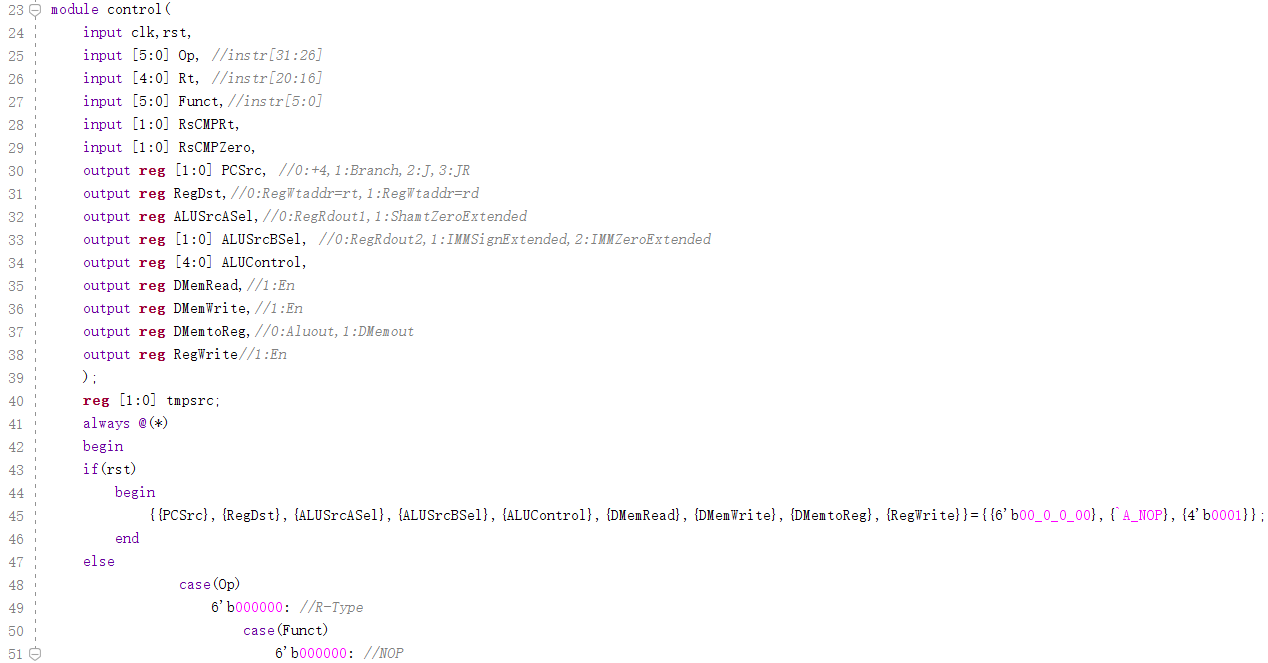 23 module control(
24 input clk,rst,
25 input [5:0] Op, //instr[31:26]
26 input [4:0] Rt, //instr[20:16]
27 input [5:0] Funct,//instr[5:0]
28 input [1:0] RsCMPRt,
29 input [1:0] RsCMPZero,
30 output reg [1:0] PCSrc, //0:+4,1:Branch,2:J,3:JR
31 output reg RegDst,//0:RegWtaddr=rt,1:RegWtaddr=rd
32 output reg ALUSrcASel,//0:RegRdout1,1:ShamtZeroExtended
33 output reg [1:0] ALUSrcBSel, //0:RegRdout2,1:IMMSignExtended,2:IMMZeroExtended
34 output reg [4:0] ALUControl,
35 output reg DMemRead,//1:En
36 output reg DMemWrite,//1:En
37 output reg DMemtoReg,//0:Aluout,1:DMemout
38 output reg RegWrite//1:En
39 );
40 reg [1:0] tmpsrc;
41 always @(*)
42 begin
43 if(rst)
44 begin
45 {{PCSrc},{RegDst},{ALUSrcASel},{ALUSrcBSel},{ALUControl},{DMemRead},{DMemWrite},{DMemtoReg},{RegWrite}}={{6'b00_0_0_00},{`A_NOP},{4'b0001}};
46 end
47 else
48 case(Op)
49 6'b000000: //R-Type
50 case(Funct)
51 6'b000000: //NOP